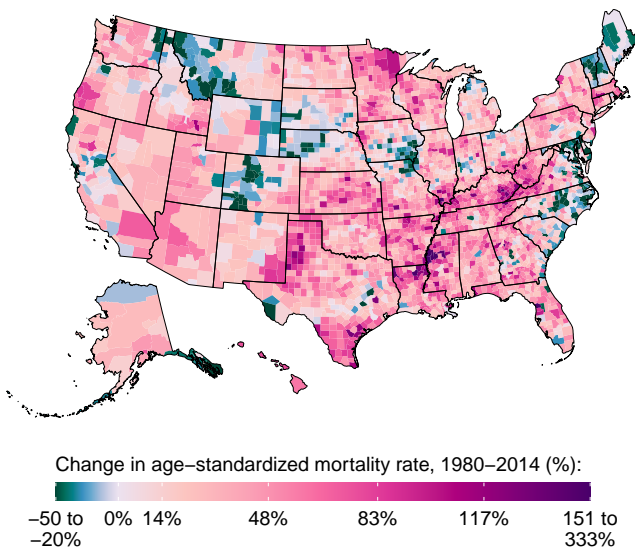 Change in age–standardized mortality rate, 1980–2014 (%):
–50 to –20% 0% 14% 48% 83% 117% 151 to 333%